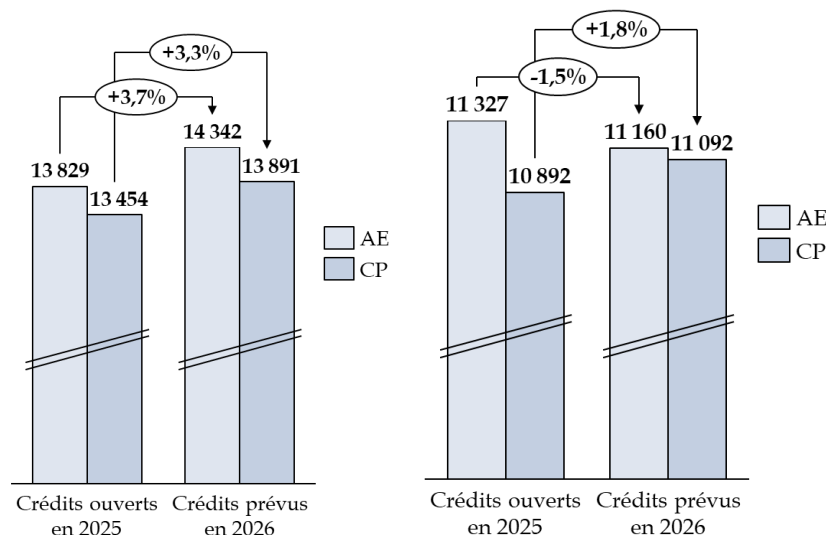 +3,3%
+3,7%
14 342
13 829
13 891
13 454
AE
CP
Crédits ouverts
en 2025
Crédits prévus
en 2026
+1,8%
-1,5%
11 327
11 160
11 092
10 892
AE
CP
Crédits ouverts
en 2025
Crédits prévus
en 2026